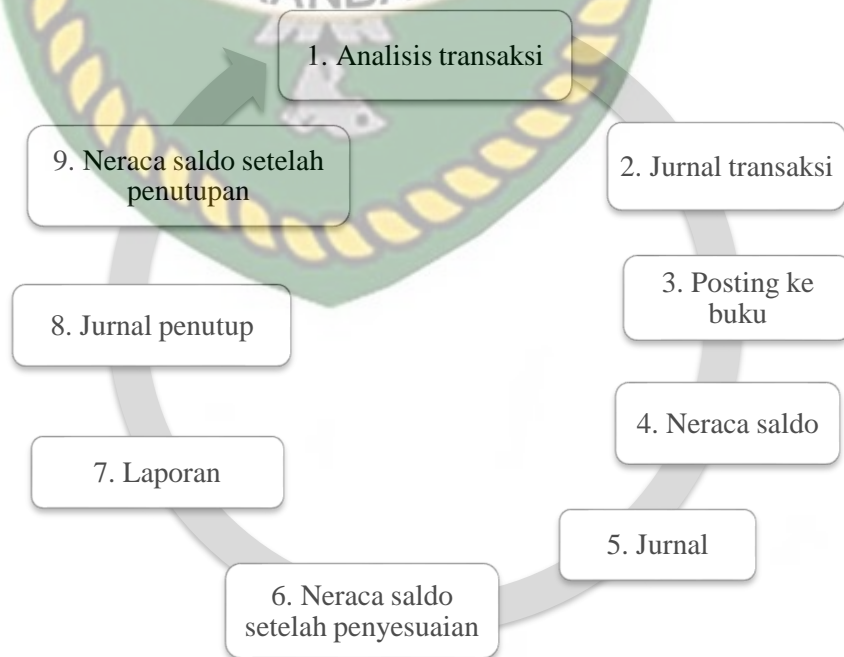 1. Analisis transaksi
2. Jurnal transaksi
3. Posting ke
buku
4. Neraca saldo
5. Jurnal
6. Neraca saldo
setelah penyesuaian
7. Laporan
8. Jurnal penutup
9. Neraca saldo setelah
penutupan